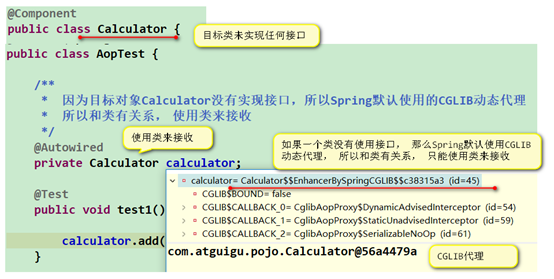 @Component
public class Calculator {
目标类未实现任何接口
public class AopTest {
/**
* 因为目标对象Calculator没有实现接口，所以Spring默认使用的CGLIB动态代理
* 所以和类有关系， 使用类来接收
*/
@Autowired
使用类来接收
private Calculator calculator;
如果一个类没有使用接口， 那么Spring默认使用CGLIB
动态代理， 所以和类有关系， 只能使用类来接收
@Test
public void test1()
calculator.add(
}
calculator= Calculator$$EnhancerBySpringCGLIB$$c38315a3 (id=45)
CGLIB$BOUND= false
CGLIB$CALLBACK_0= CglibAopProxy$DynamicAdvisedInterceptor (id=54)
CGLIB$CALLBACK_1= CglibAopProxy$StaticUnadvisedInterceptor (id=59)
CGLIB$CALLBACK_2= CglibAopProxy$SerializableNoOp (id=61)
com.atguigu.pojo.Calculator@56a4479a
CGLIB代理